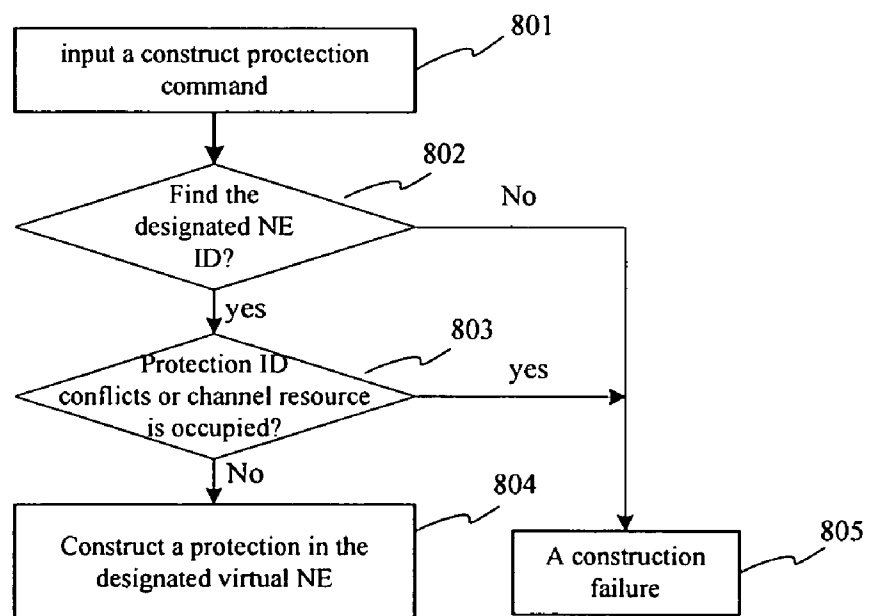 801
input a construct proctection
command
802
Find the
designated NE
ID?
No
yes
803
Protection ID
conflicts or channel resource
is occupied?
yes
No
804
Construct a protection in the
designated virtual NE
805
A construction
failure